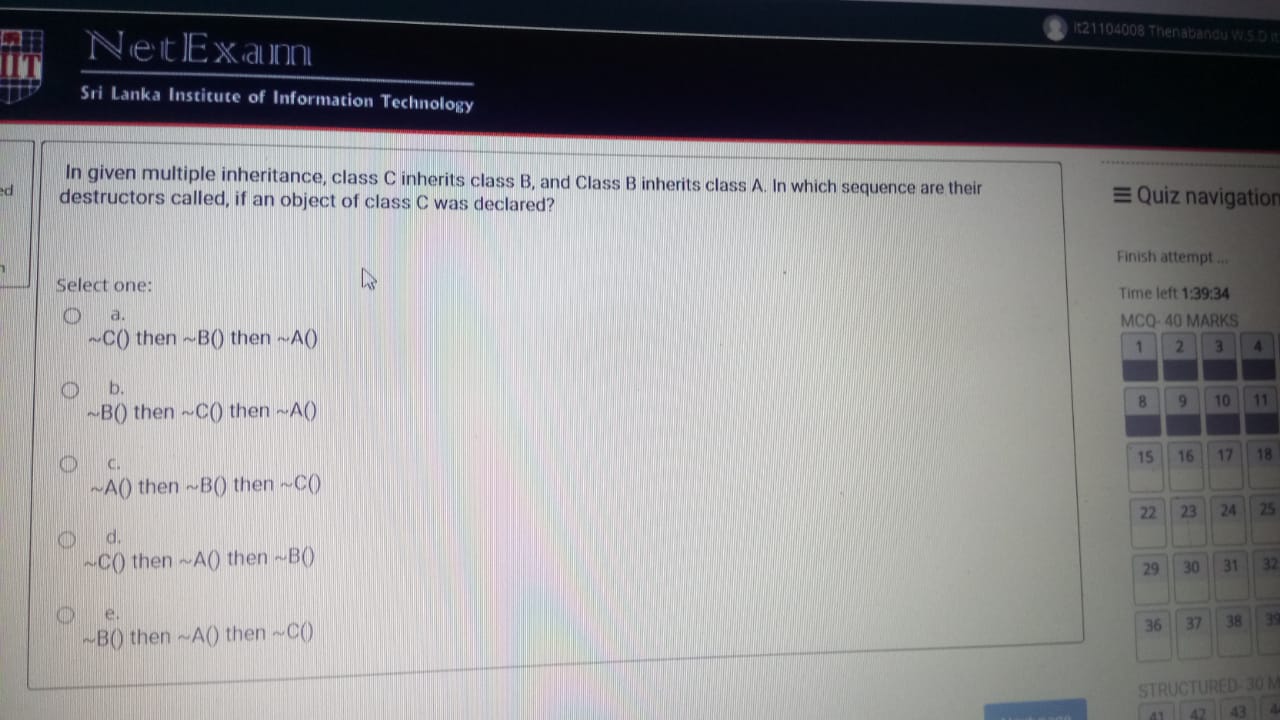 NetExam
Sri Lanka Institute of Information Technology
it21104008 Thenabandu W.S.D
In given multiple inheritance, class C inherits class B, and Class B inherits class A. In which sequence are their
destructors called, if an object of class C was declared?
Select one:
a.
~C() then ~B() then ~A()
b.
~B() then ~C() then ~A()
c.
~A() then ~B() then ~C()
d.
~C() then ~A() then ~B()
e.
~B() then ~A() then ~C()
Quiz navigation
Finish attempt ...
Time left 1:39:34
MCQ- 40 MARKS
1 2 3 4
8 9 10 11
15 16 17 18
22 23 24 25
29 30 31 32
36 37 38 39
STRUCTURED- 30 M
41 42 43 4